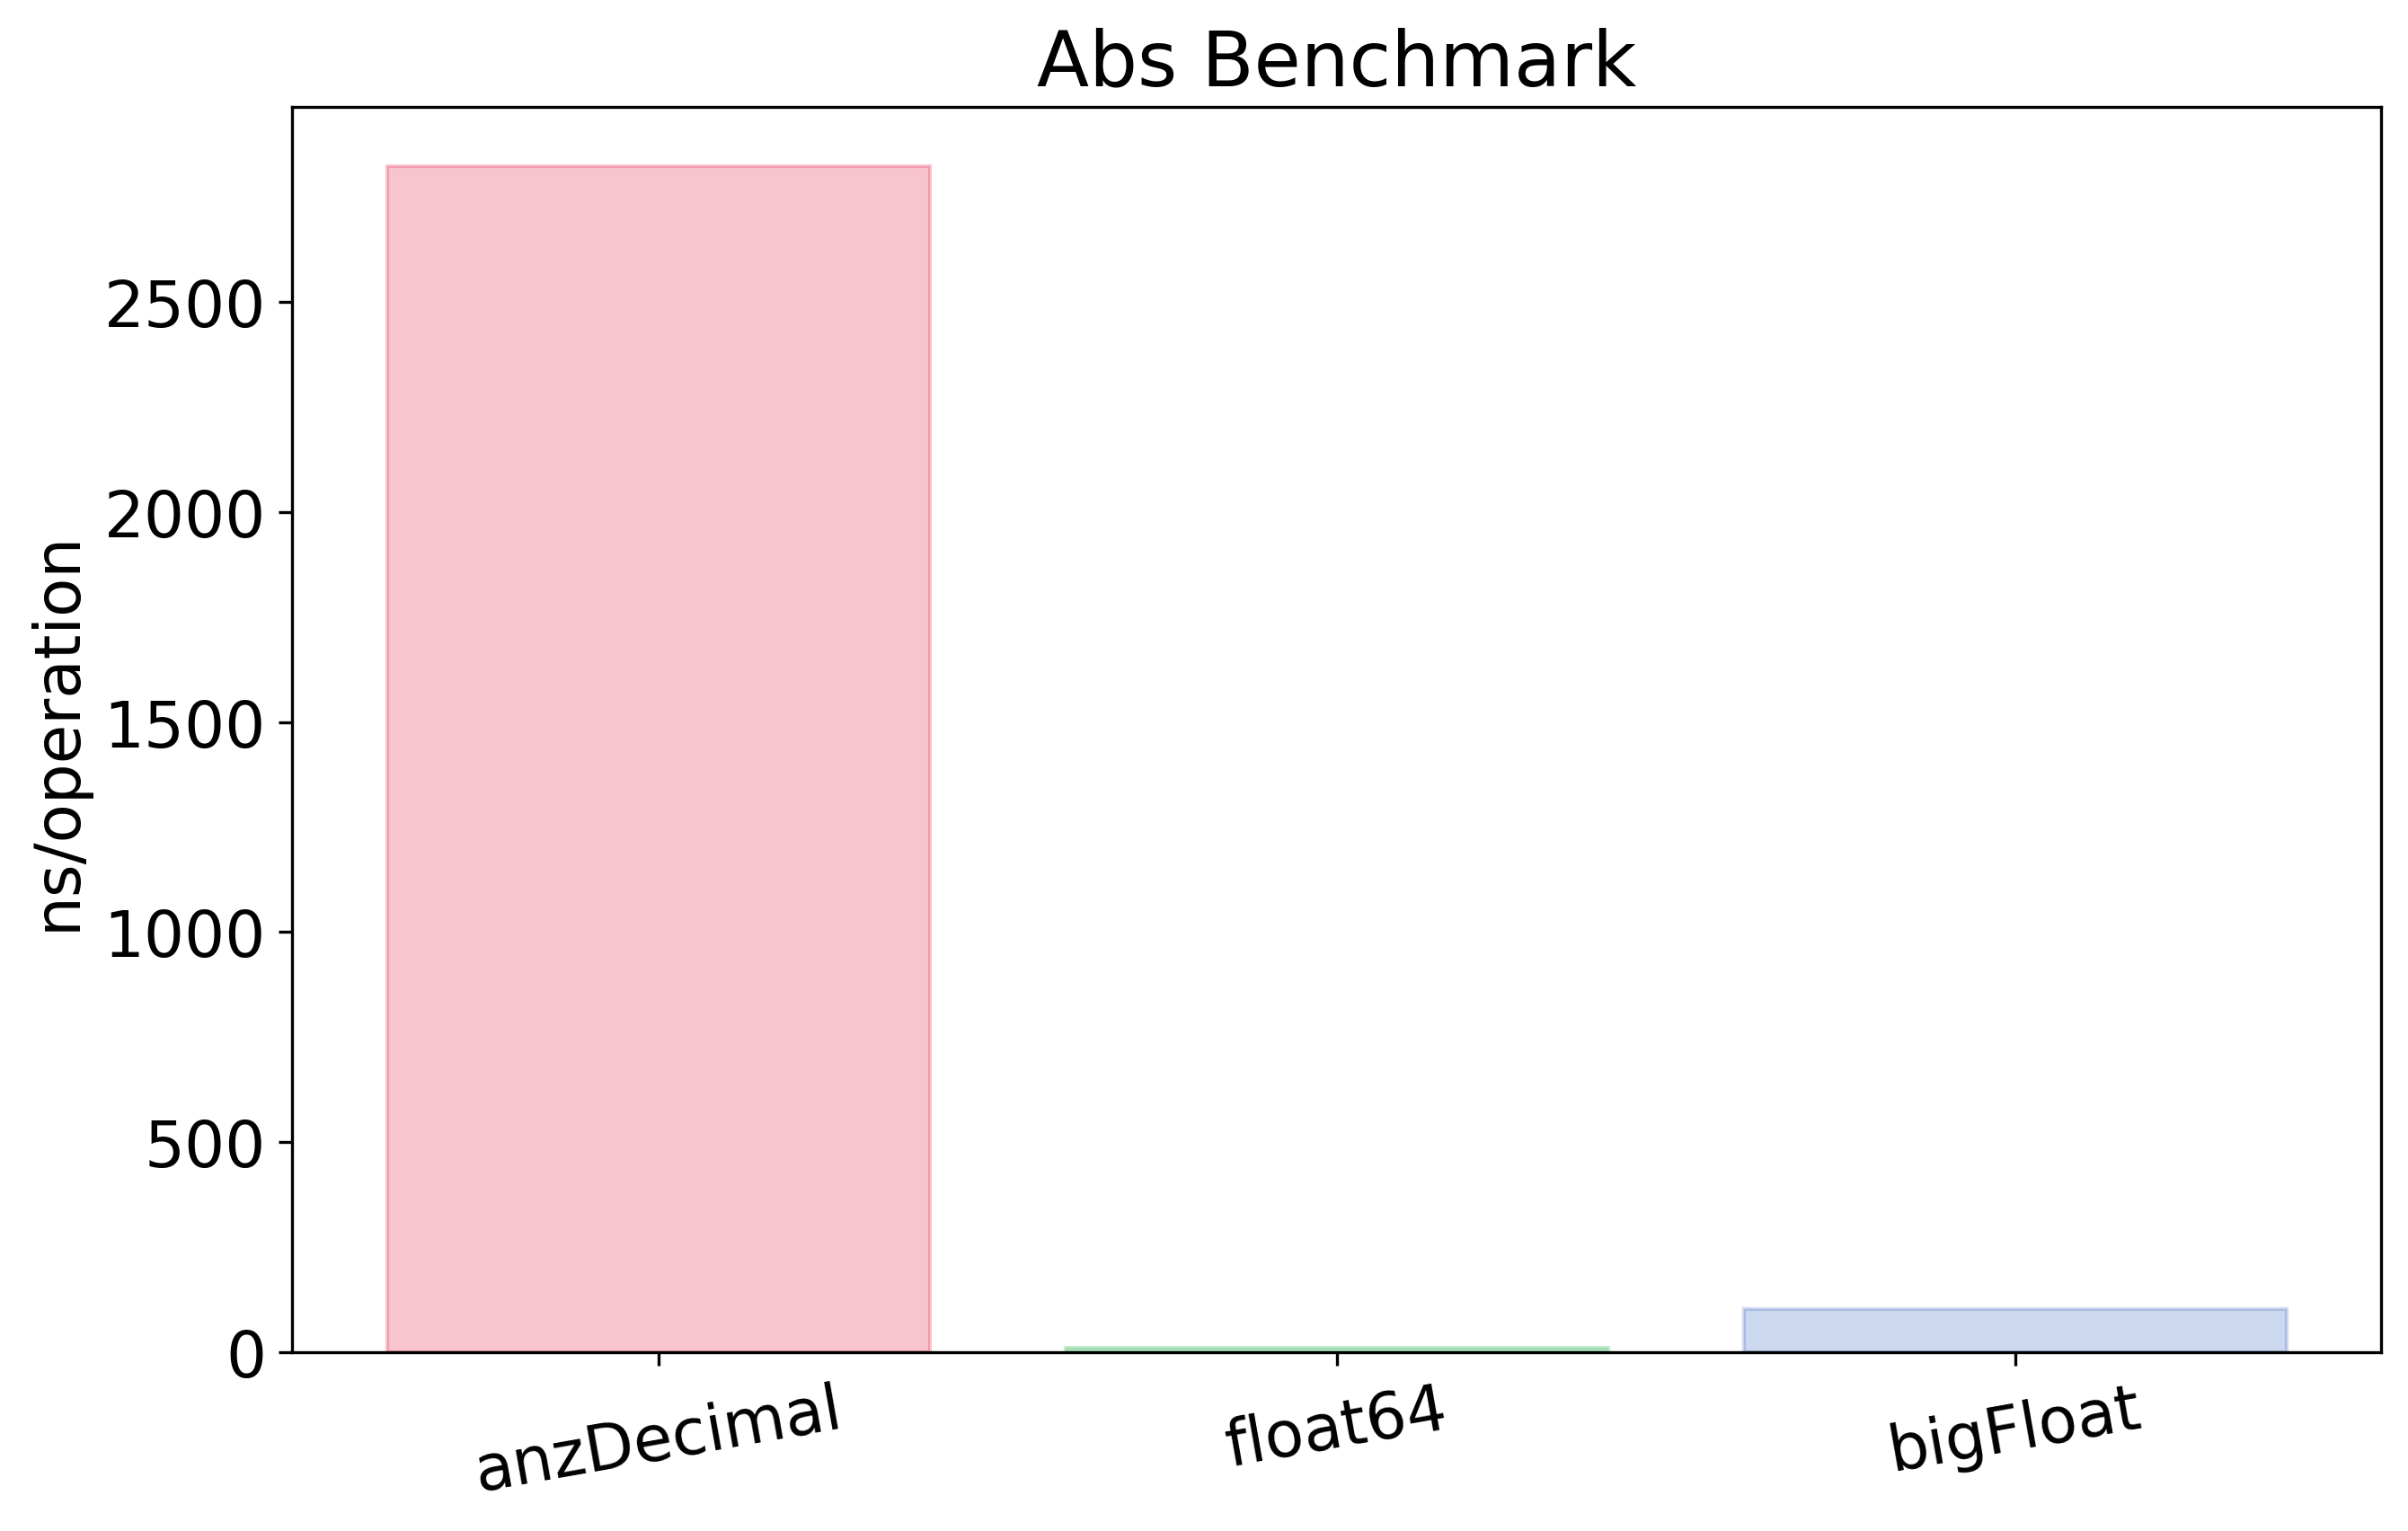 Abs Benchmark
ns/operation
2500
2000
1500
1000
500
0
anzDecimal
float64
bigFloat